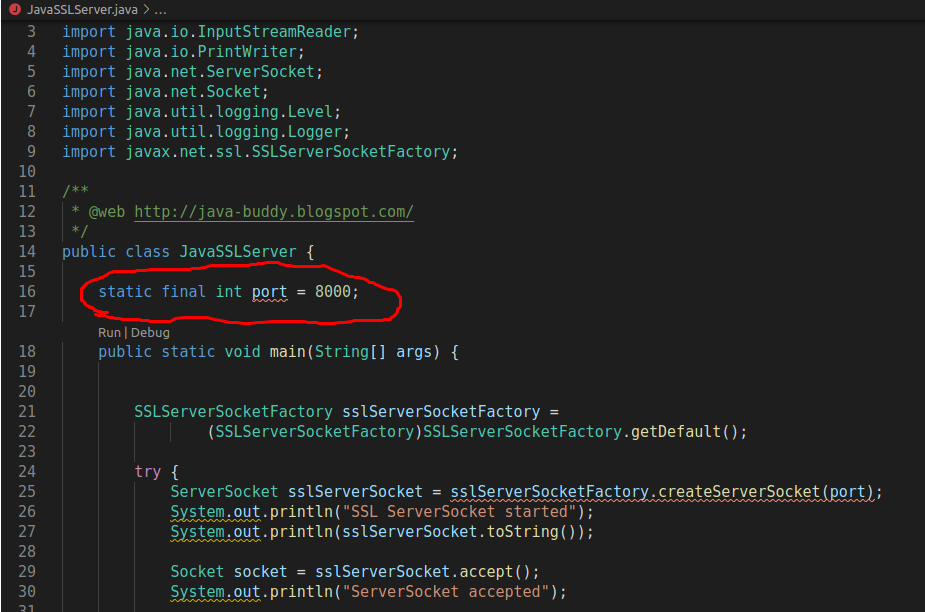 JavaSSLServer.java > ...
3 import java.io.InputStreamReader;
4 import java.io.PrintWriter;
5 import java.net.ServerSocket;
6 import java.net.Socket;
7 import java.util.logging.Level;
8 import java.util.logging.Logger;
9 import javax.net.ssl.SSLServerSocketFactory;
10
11 /**
12 * @web http://java-buddy.blogspot.com/
13 */
14 public class JavaSSLServer {
15
16 static final int port = 8000;
17
Run | Debug
18 public static void main(String[] args) {
19
20
21 SSLServerSocketFactory sslServerSocketFactory =
22 (SSLServerSocketFactory)SSLServerSocketFactory.getDefault();
23
24 try {
25 ServerSocket sslServerSocket = sslServerSocketFactory.createServerSocket(port);
26 System.out.println("SSL ServerSocket started");
27 System.out.println(sslServerSocket.toString());
28
29 Socket socket = sslServerSocket.accept();
30 System.out.println("ServerSocket accepted");
31